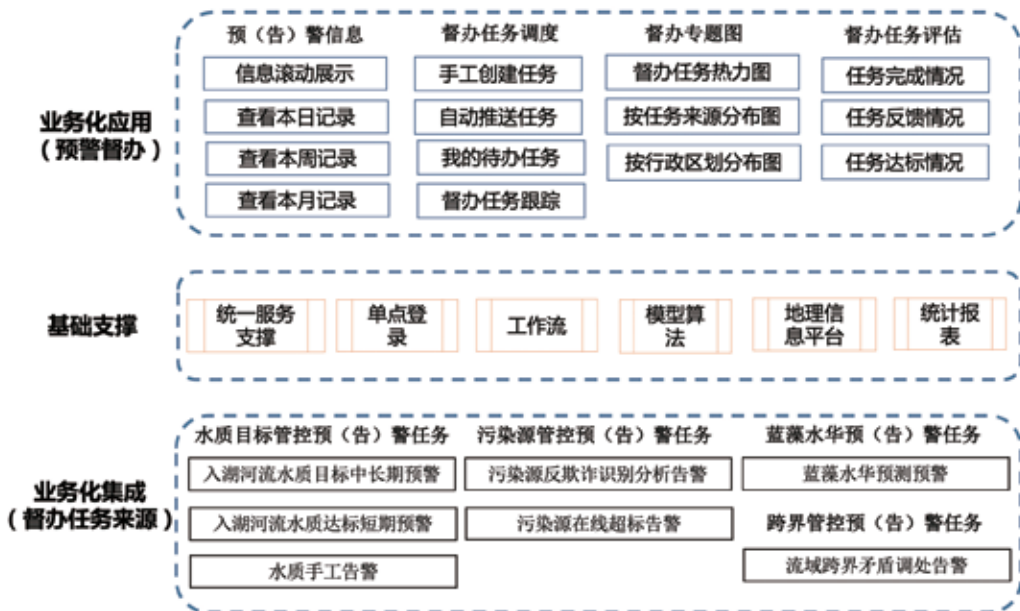 预（告）警信息
督办任务调度
督办专题图
督办任务评估
信息滚动展示
手工创建任务
督办任务热力图
任务完成情况
业务化应用
（预警督办）
查看本日记录
自动推送任务
按任务来源分布图
任务反馈情况
查看本周记录
我的待办任务
按行政区划分布图
任务达标情况
查看本月记录
督办任务跟踪
基础支撑
统一服务
支撑
单点登
录
工作流
模型算
法
地理信
息平台
统计报
表
业务化集成
（督办任务来源）
水质目标管控预（告）警任务
污染源管控预（告）警任务
蓝藻水华预（告）警任务
入湖河流水质目标中长期预警
污染源反欺诈识别分析告警
蓝藻水华预测预警
入湖河流水质达标短期预警
污染源在线超标告警
跨界管控预（告）警任务
水质手工告警
流域跨界矛盾调处告警